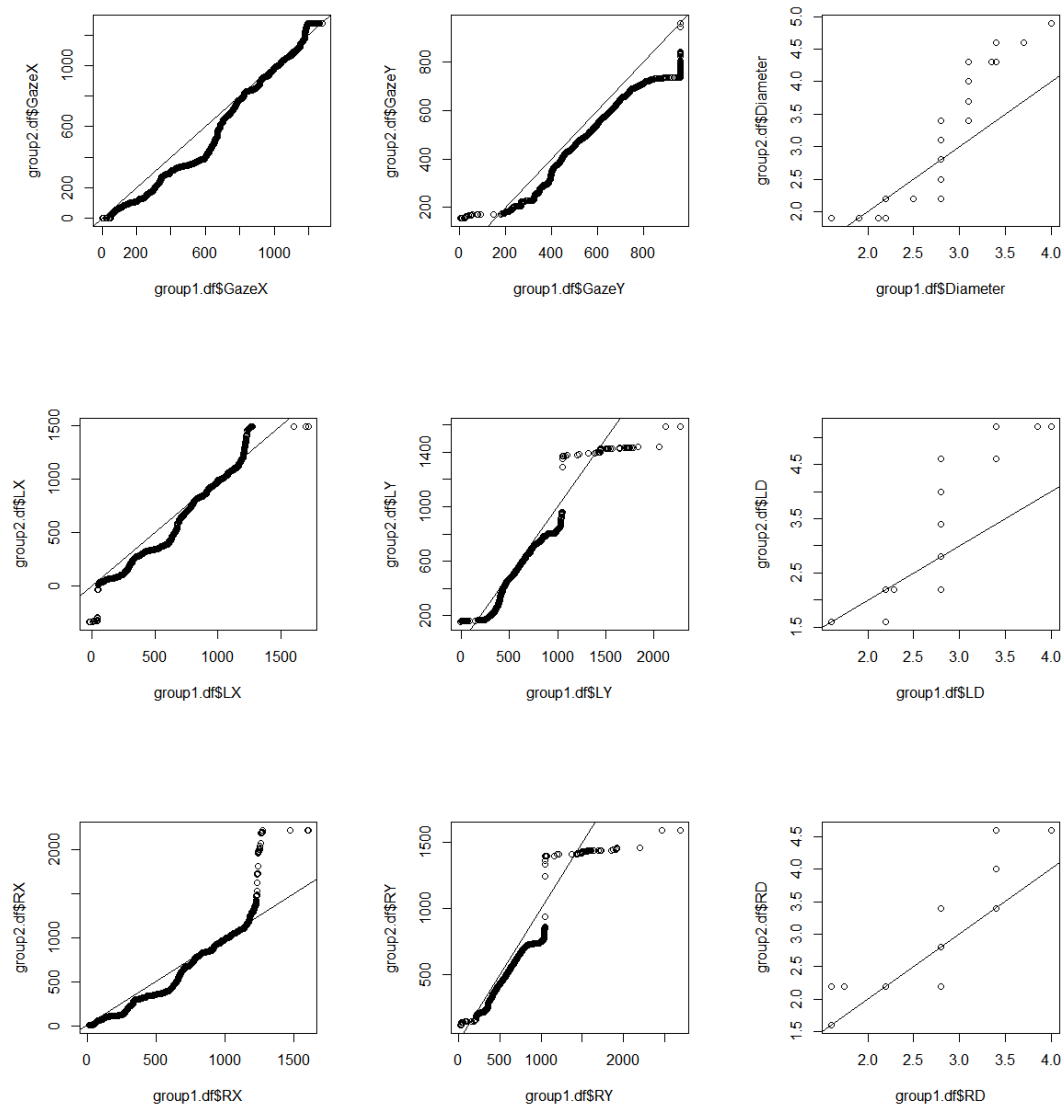 group2.df$GazeX
0 200 600 1000
0 200 600 1000
group1.df$GazeX
group2.df$GazeY
200 400 600 800
0 200 400 600 800
group1.df$GazeY
group2.df$Diameter
2.0 2.5 3.0 3.5 4.0 4.5 5.0
2.0 2.5 3.0 3.5 4.0
group1.df$Diameter
group2.df$LX
0 500 1000 1500
0 500 1000 1500
group1.df$LX
group2.df$LY
200 600 1000 1400
0 500 1000 1500 2000
group1.df$LY
group2.df$LD
1.5 2.5 3.5 4.5
2.0 2.5 3.0 3.5 4.0
group1.df$LD
group2.df$RX
0 500 1000 2000
0 500 1000 1500
group1.df$RX
group2.df$RY
500 1000 1500
0 500 1000 2000
group1.df$RY
group2.df$RD
1.5 2.0 2.5 3.0 3.5 4.0 4.5
2.0 2.5 3.0 3.5 4.0
group1.df$RD